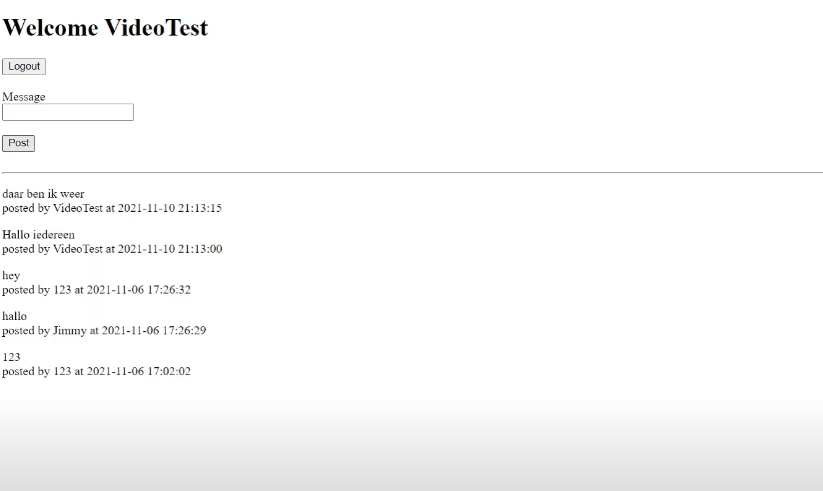 Welcome VideoTest
Logout
Message
Post
daar ben ik weer
posted by VideoTest at 2021-11-10 21:13:15
Hallo iedereen
posted by VideoTest at 2021-11-10 21:13:00
hey
posted by 123 at 2021-11-06 17:26:32
hallo
posted by Jimmy at 2021-11-06 17:26:29
123
posted by 123 at 2021-11-06 17:02:02